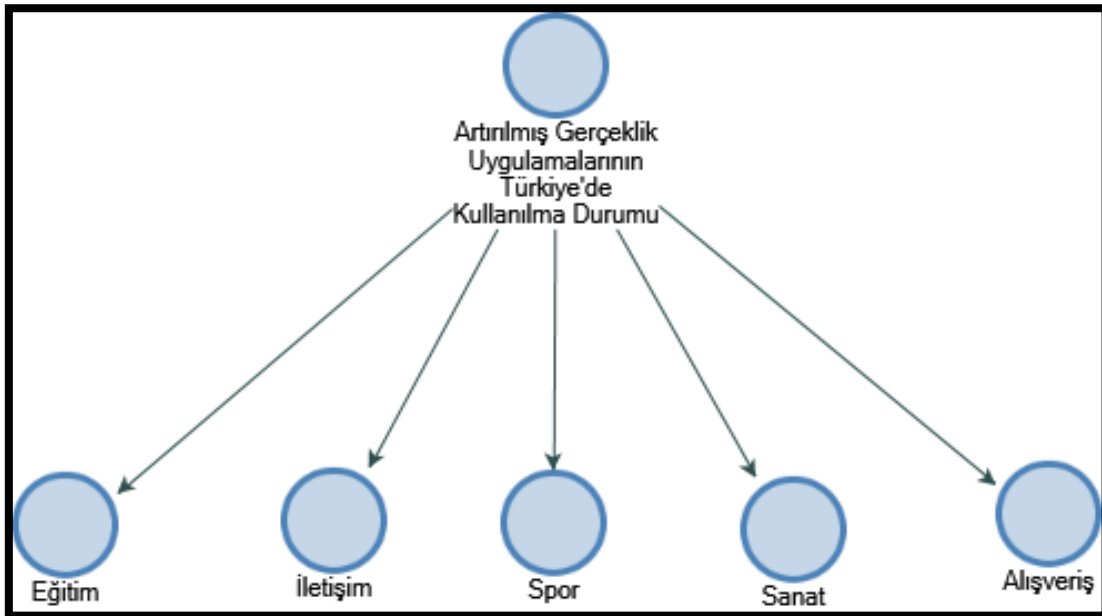 Artırılmış Gerçeklik
Uygulamalarının
Türkiye'de
Kullanılma Durumu
Eğitim
İletişim
Spor
Sanat
Alışveriş